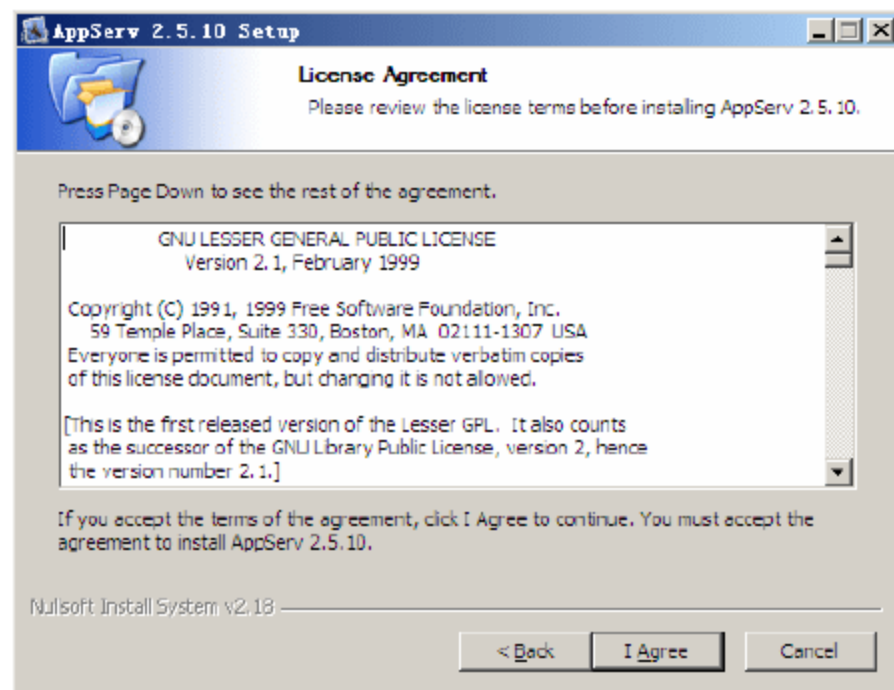 AppServ 2.5.10 Setup
License Agreement
Please review the license terms before installing AppServ 2.5.10.
Press Page Down to see the rest of the agreement.
GNU LESSER GENERAL PUBLIC LICENSE
Version 2.1, February 1999
Copyright (C) 1991, 1999 Free Software Foundation, Inc.
59 Temple Place, Suite 330, Boston, MA 02111-1307 USA
Everyone is permitted to copy and distribute verbatim copies
of this license document, but changing it is not allowed.
[This is the first released version of the Lesser GPL. It also counts
as the successor of the GNU Library Public License, version 2, hence
the version number 2.1.]
If you accept the terms of the agreement, click I Agree to continue. You must accept the
agreement to install AppServ 2.5.10.
Nullsoft Install System v2.18
< Back I Agree Cancel